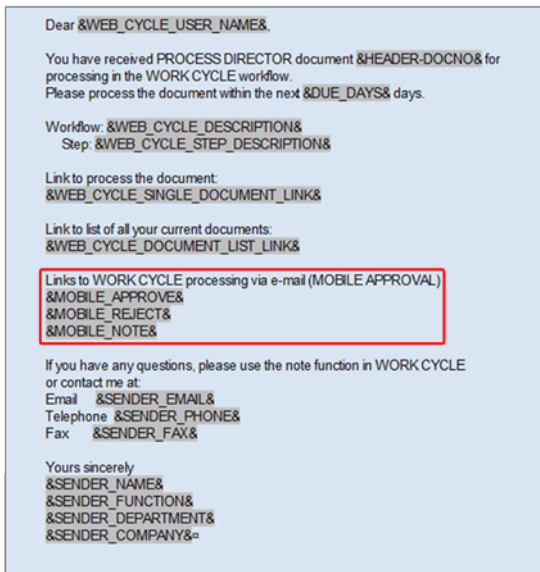 Dear &WEB_CYCLE_USER_NAME&,
You have received PROCESS DIRECTOR document &HEADER-DOCNO& for
processing in the WORK CYCLE workflow.
Please process the document within the next &DUE_DAYS& days.
Workflow: &WEB_CYCLE_DESCRIPTION&
Step: &WEB_CYCLE_STEP_DESCRIPTION&
Link to process the document:
&WEB_CYCLE_SINGLE_DOCUMENT_LINK&
Link to list of all your current documents:
&WEB_CYCLE_DOCUMENT_LIST_LINK&
Links to WORK CYCLE processing via e-mail (MOBILE APPROVAL)
&MOBILE_APPROVE&
&MOBILE_REJECT&
&MOBILE_NOTE&
If you have any questions, please use the note function in WORK CYCLE
or contact me at:
Email &SENDER_EMAIL&
Telephone &SENDER_PHONE&
Fax &SENDER_FAX&
Yours sincerely
&SENDER_NAME&
&SENDER_FUNCTION&
&SENDER_DEPARTMENT&
&SENDER_COMPANY&¤